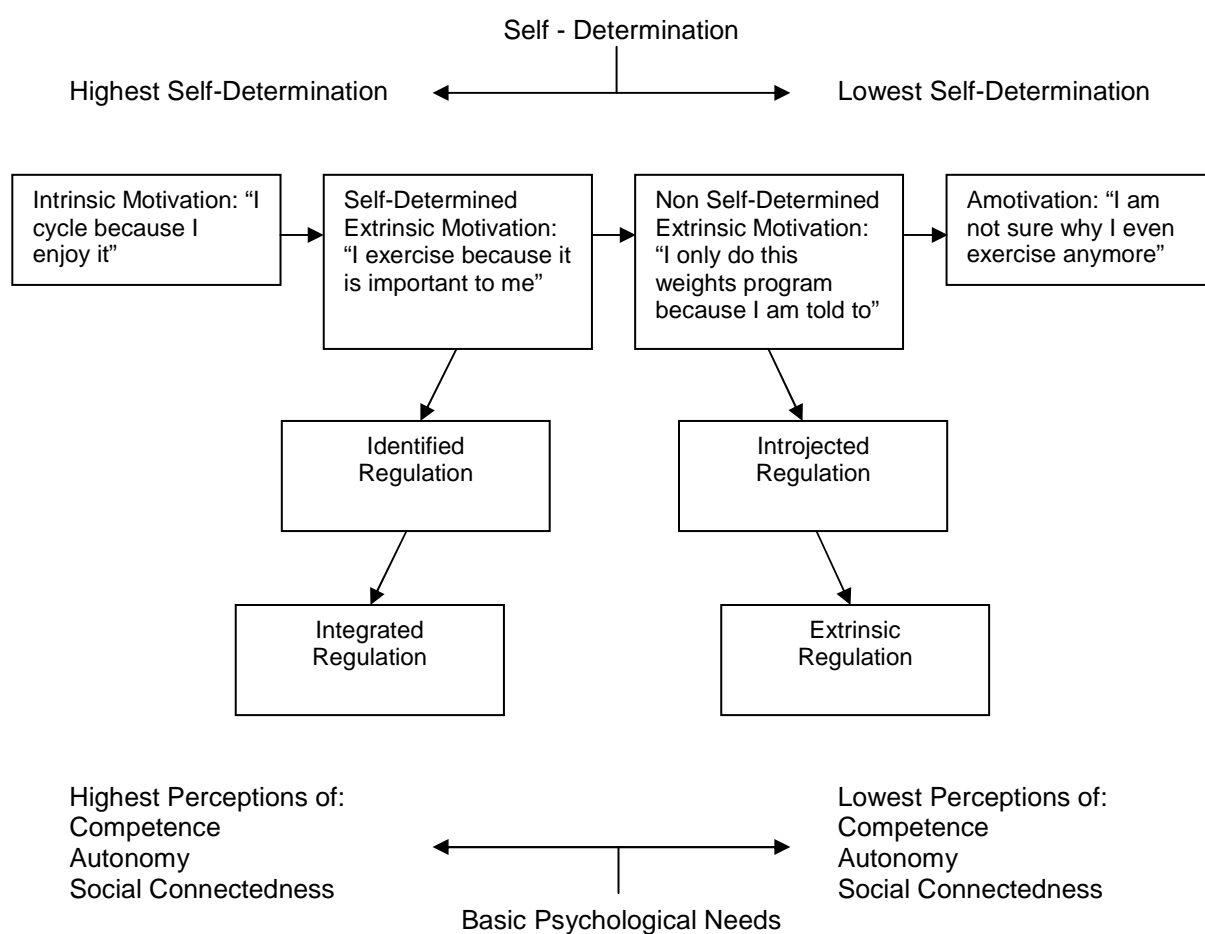 Self - Determination
Highest Self-Determination
Lowest Self-Determination
Intrinsic Motivation: “I
cycle because I
enjoy it”
Self-Determined
Extrinsic Motivation:
“I exercise because it
is important to me”
Non Self-Determined
Extrinsic Motivation:
“I only do this
weights program
because I am told to”
Amotivation: “I am
not sure why I even
exercise anymore”
Identified
Regulation
Introjected
Regulation
Integrated
Regulation
Extrinsic
Regulation
Highest Perceptions of:
Competence
Autonomy
Social Connectedness
Lowest Perceptions of:
Competence
Autonomy
Social Connectedness
Basic Psychological Needs